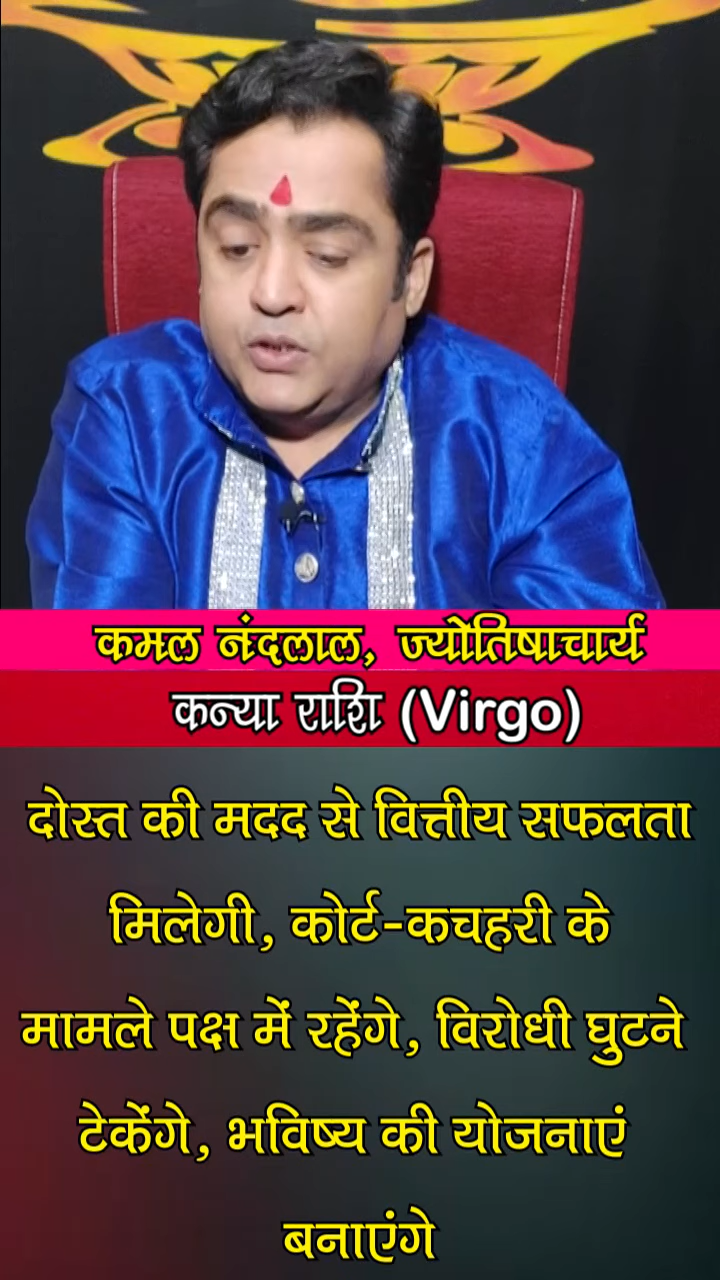 कमल नंदलाल, ज्योतिषाचार्य
कन्या राशि (Virgo)
दोस्त की मदद से वित्तीय सफलता
मिलेगी, कोर्ट-कचहरी के
मामले पक्ष में रहेंगे, विरोधी घुटने
टेकेंगे, भविष्य की योजनाएं
बनाएंगे